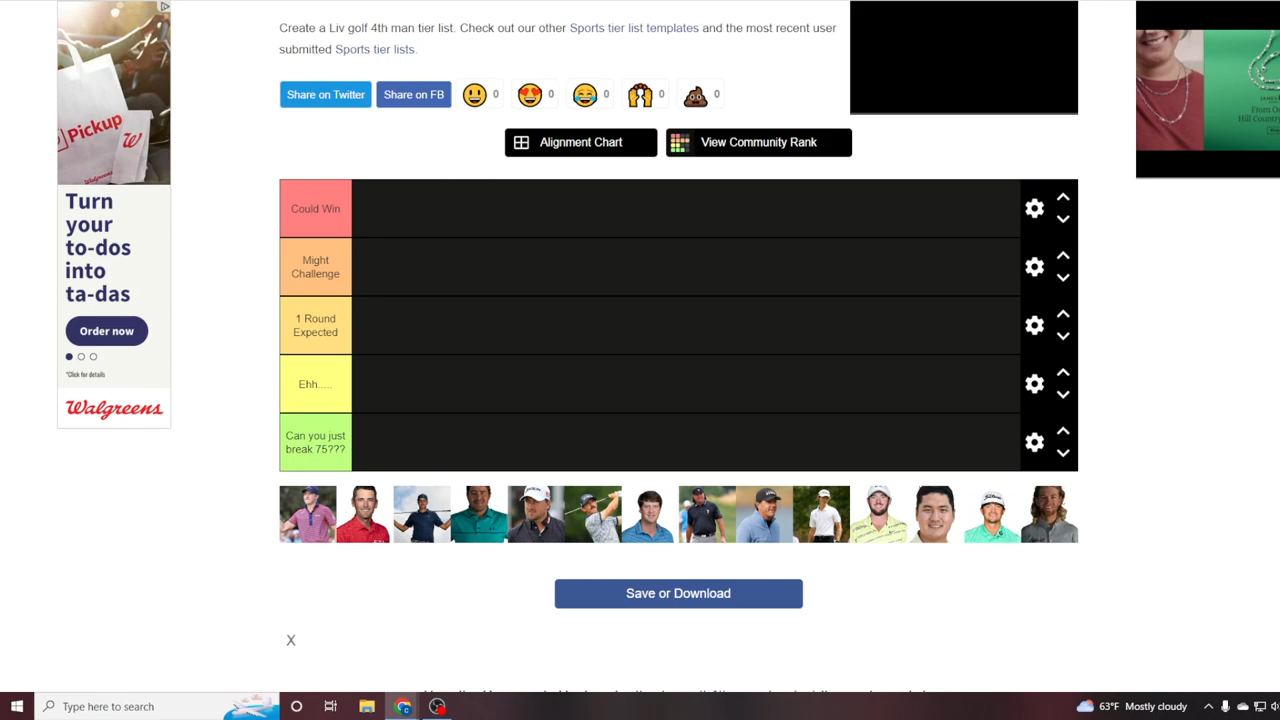 Create a Liv golf 4th man tier list. Check out our other Sports tier list templates and the most recent user
submitted Sports tier lists.
Share on Twitter
Share on FB
0
0
0
0
0
Alignment Chart
View Community Rank
Could Win
Might
Challenge
1 Round
Expected
Ehh.....
Can you just
break 75???
Save or Download
X
Pickup
W
Walgreens
Turn
your
to-dos
into
ta-das
Order now
*Click for details
Walgreens
Hill Country
Type here to search
63°F Mostly cloudy